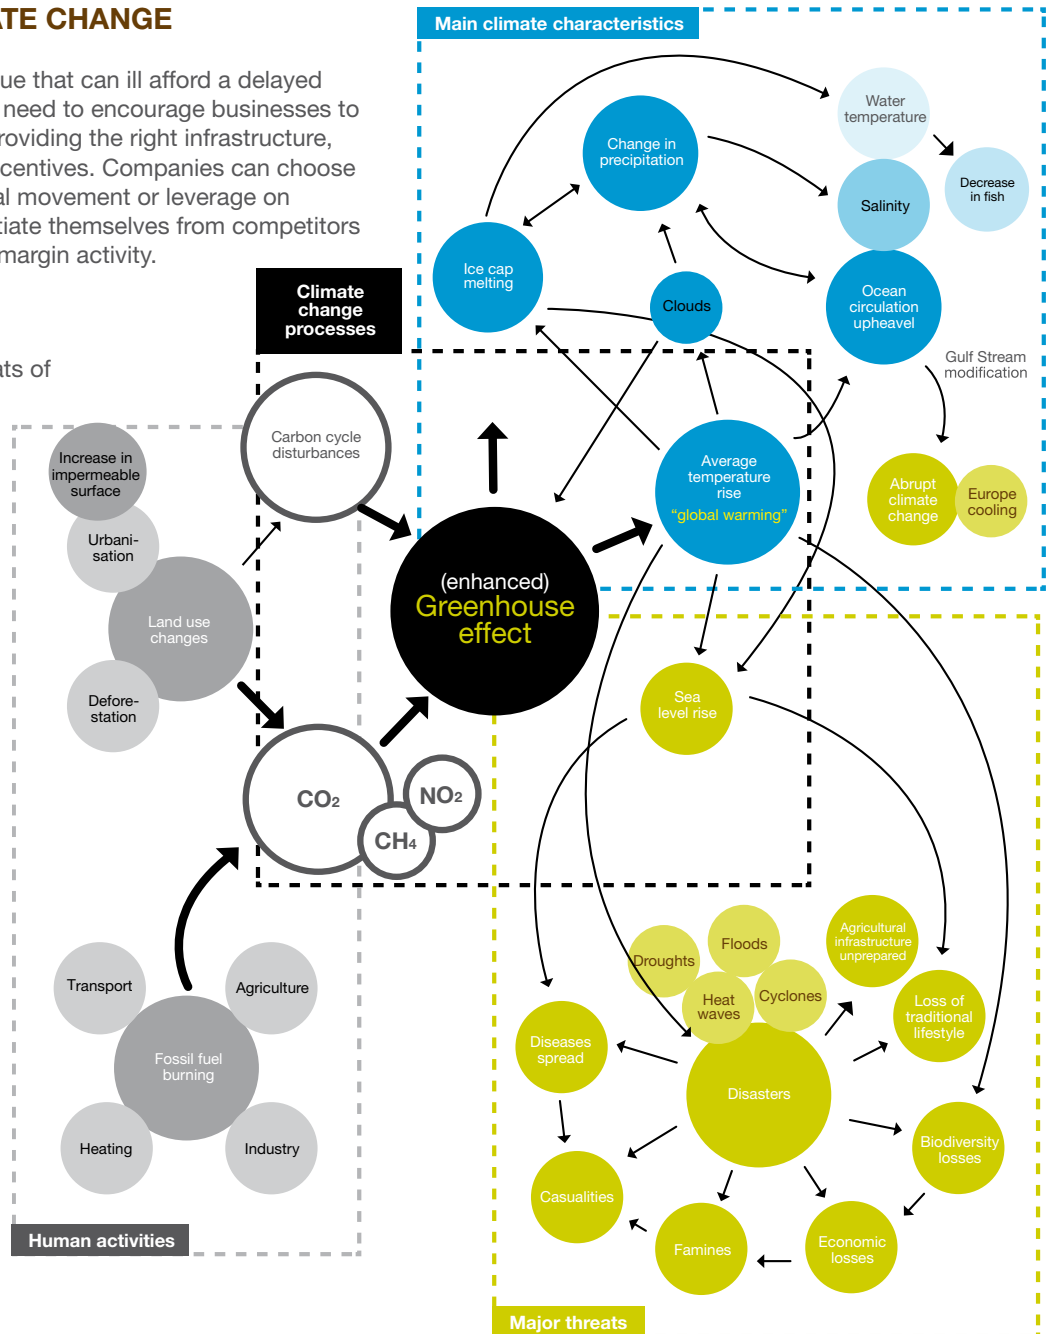 ATE CHANGE
ue that can ill afford a delayed
need to encourage businesses to
roviding the right infrastructure,
centives. Companies can choose
al movement or leverage on
tiate themselves from competitors
margin activity.
ats of
Main climate characteristics
Water
temperature
Change in
precipitation
Decrease
in fish
Salinity
Ice cap
melting
Clouds
Ocean
circulation
upheavel
Gulf Stream
modification
Climate
change
processes
Carbon cycle
disturbances
Average
temperature
rise
“global warming”
Abrupt
climate
change
Europe
cooling
Increase in
impermeable
surface
Urbani-
sation
Land use
changes
Defore-
station
(enhanced)
Greenhouse
effect
Sea
level rise
CO2
NO2
CH4
Transport
Agriculture
Fossil fuel
burning
Heating
Industry
Human activities
Droughts
Floods
Heat
waves
Cyclones
Agricultural
infrastructure
unprepared
Loss of
traditional
lifestyle
Diseases
spread
Disasters
Biodiversity
losses
Casualities
Famines
Economic
losses
Major threats